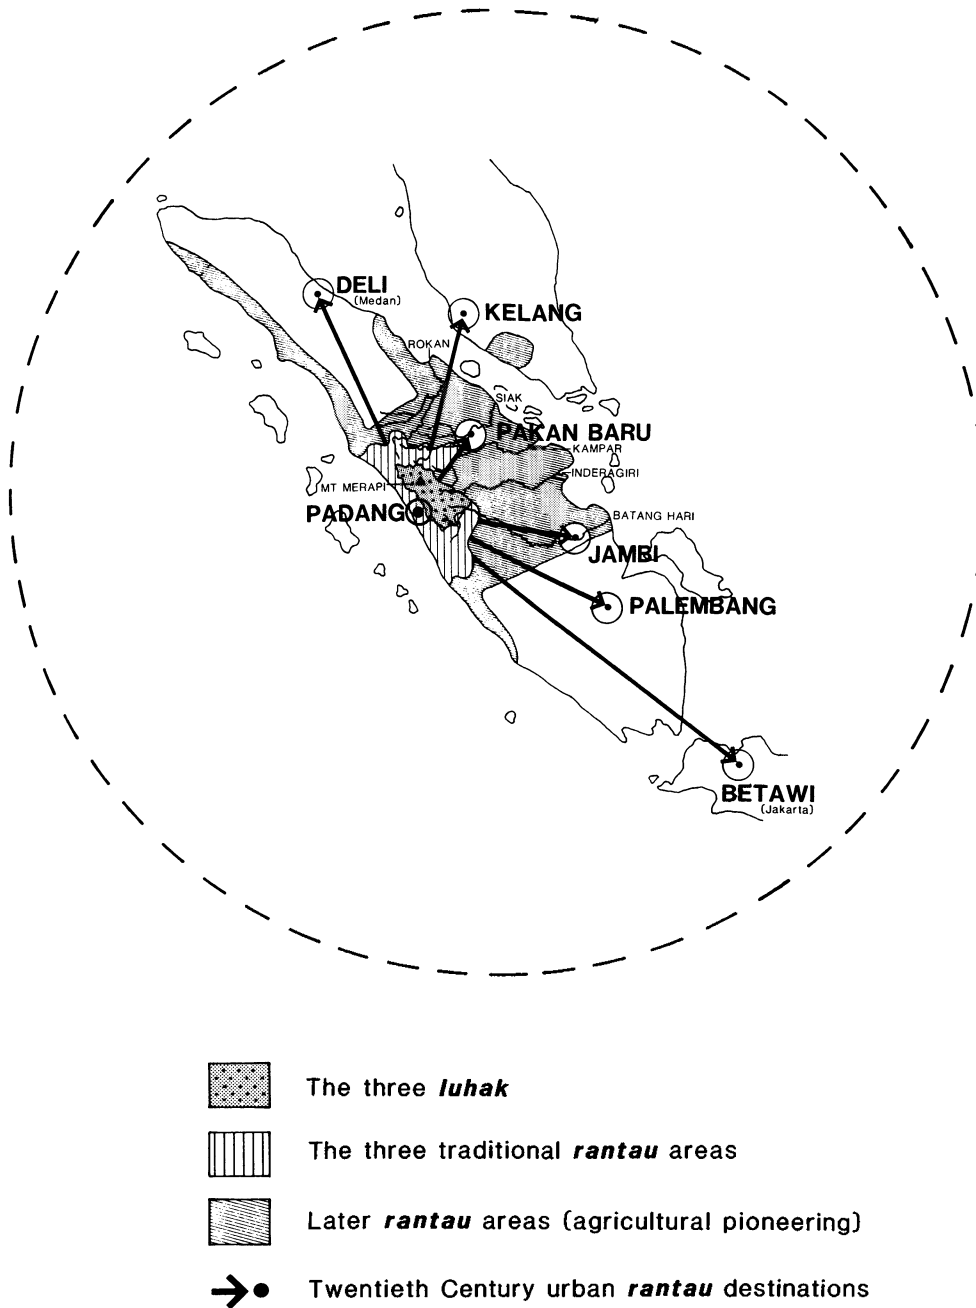 DELI
(Medan)
KELANG
ROKAN
SIAK
PAKAN BARU
KAMPAR
INDERAGIRI
MT MERAPI
PADANG
BATANG HARI
JAMBI
PALEMBANG
BETAWI
(Jakarta)
The three luhak
The three traditional rantau areas
Later rantau areas (agricultural pioneering)
Twentieth Century urban rantau destinations